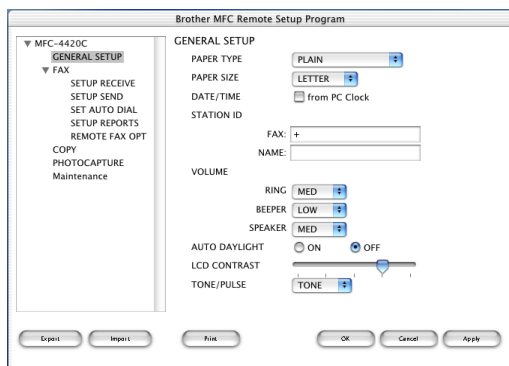 Brother MFC Remote Setup Program
MFC-4420C
GENERAL SETUP
FAX
SETUP RECEIVE
SETUP SEND
SET AUTO DIAL
SETUP REPORTS
REMOTE FAX OPT
COPY
PHOTOCAPTURE
Maintenance
GENERAL SETUP
PAPER TYPE PLAIN
PAPER SIZE LETTER
DATE/TIME from PC Clock
STATION ID
FAX: +
NAME:
VOLUME
RING MED
BEEPER LOW
SPEAKER MED
AUTO DAYLIGHT ON OFF
LCD CONTRAST
TONE/PULSE TONE
Export Import Print OK Cancel Apply